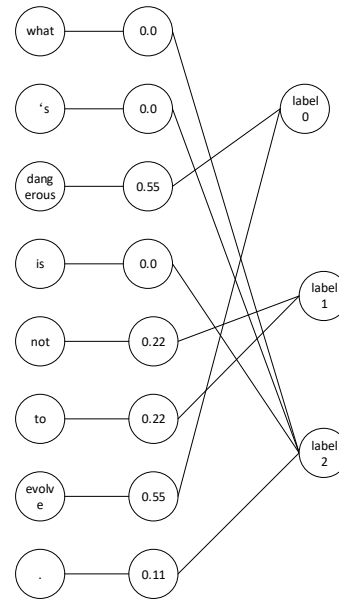 what 0.0
‘s 0.0
label
0
dang
erous 0.55
is 0.0
label
1
not 0.22
to 0.22
label
2
evolv
e 0.55
. 0.11